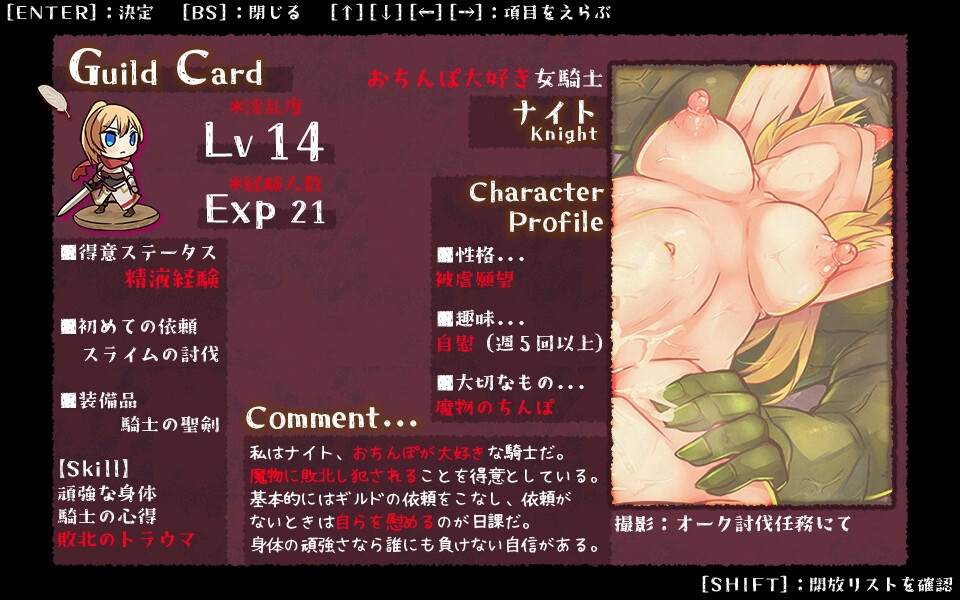 [ENTER]：決定　[BS]：閉じる　[↑][↓][←][→]：項目をえらぶ
Guild Card
＊淫乱度
Lv 14
＊経験人数
Exp 21
おちんぽ大好き女騎士
ナイト
Knight
■得意ステータス
精液経験
■初めての依頼
スライムの討伐
■装備品
騎士の聖剣
【Skill】
頑強な身体
騎士の心得
敗北のトラウマ
Character
Profile
■性格...
被虐願望
■趣味...
自慰（週５回以上）
■大切なもの...
魔物のちんぽ
Comment...
私はナイト、おちんぽが大好きな騎士だ。
魔物に敗北し犯されることを得意としている。
基本的にはギルドの依頼をこなし、依頼が
ないときは自らを慰めるのが日課だ。
身体の頑強さなら誰にも負けない自信がある。
撮影：オーク討伐任務にて
[SHIFT]：開放リストを確認